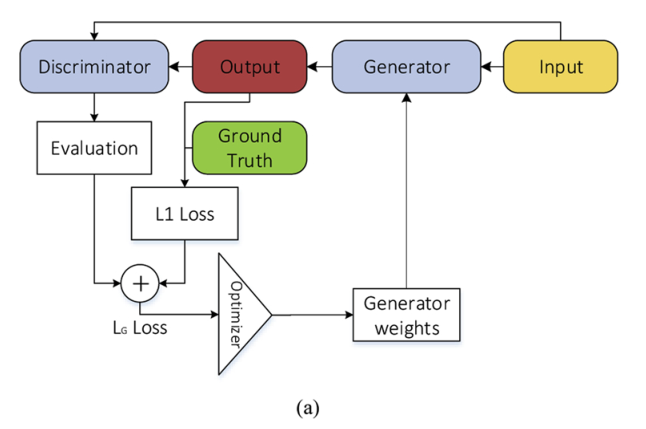 Discriminator
Output
Generator
Input
Evaluation
Ground
Truth
L1 Loss
+
LG Loss
Optimizer
Generator
weights
(a)